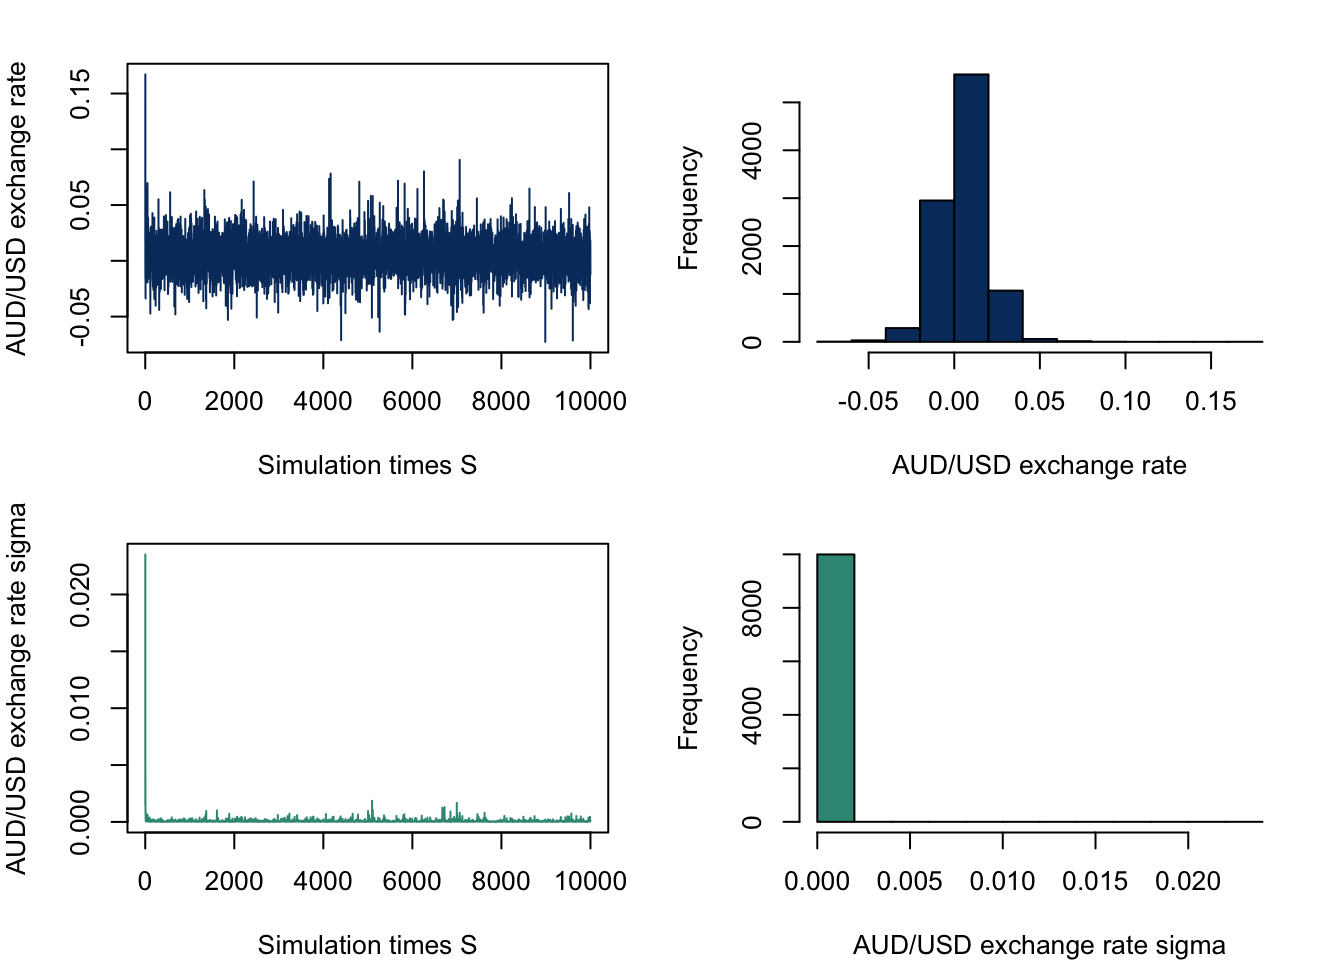 AUD/USD exchange rate
0.15
0.05
-0.05
0 2000 4000 6000 8000 10000
Simulation times S
Frequency
4000
2000
0
-0.05 0.00 0.05 0.10 0.15
AUD/USD exchange rate
AUD/USD exchange rate sigma
0.020
0.010
0.000
0 2000 4000 6000 8000 10000
Simulation times S
Frequency
8000
4000
0
0.000 0.005 0.010 0.015 0.020
AUD/USD exchange rate sigma